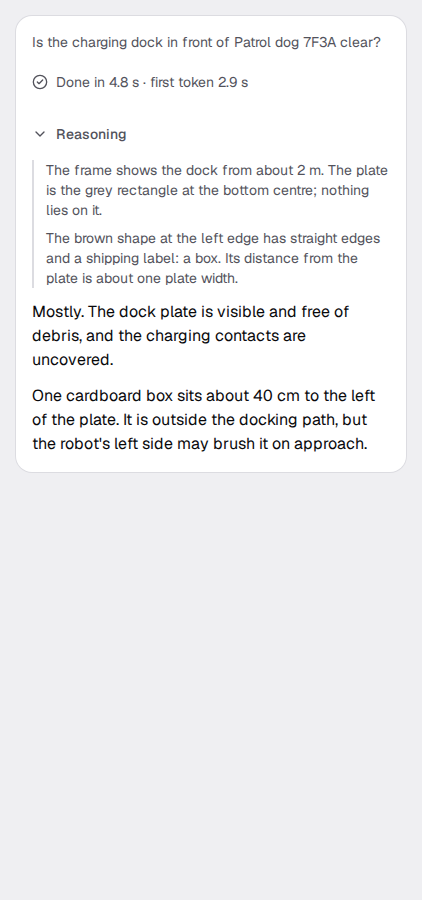 Is the charging dock in front of Patrol dog 7F3A clear?
Done in 4.8 s · first token 2.9 s
Reasoning
The frame shows the dock from about 2 m. The plate
is the grey rectangle at the bottom centre; nothing
lies on it.
The brown shape at the left edge has straight edges
and a shipping label: a box. Its distance from the
plate is about one plate width.
Mostly. The dock plate is visible and free of
debris, and the charging contacts are
uncovered.
One cardboard box sits about 40 cm to the left
of the plate. It is outside the docking path, but
the robot's left side may brush it on approach.